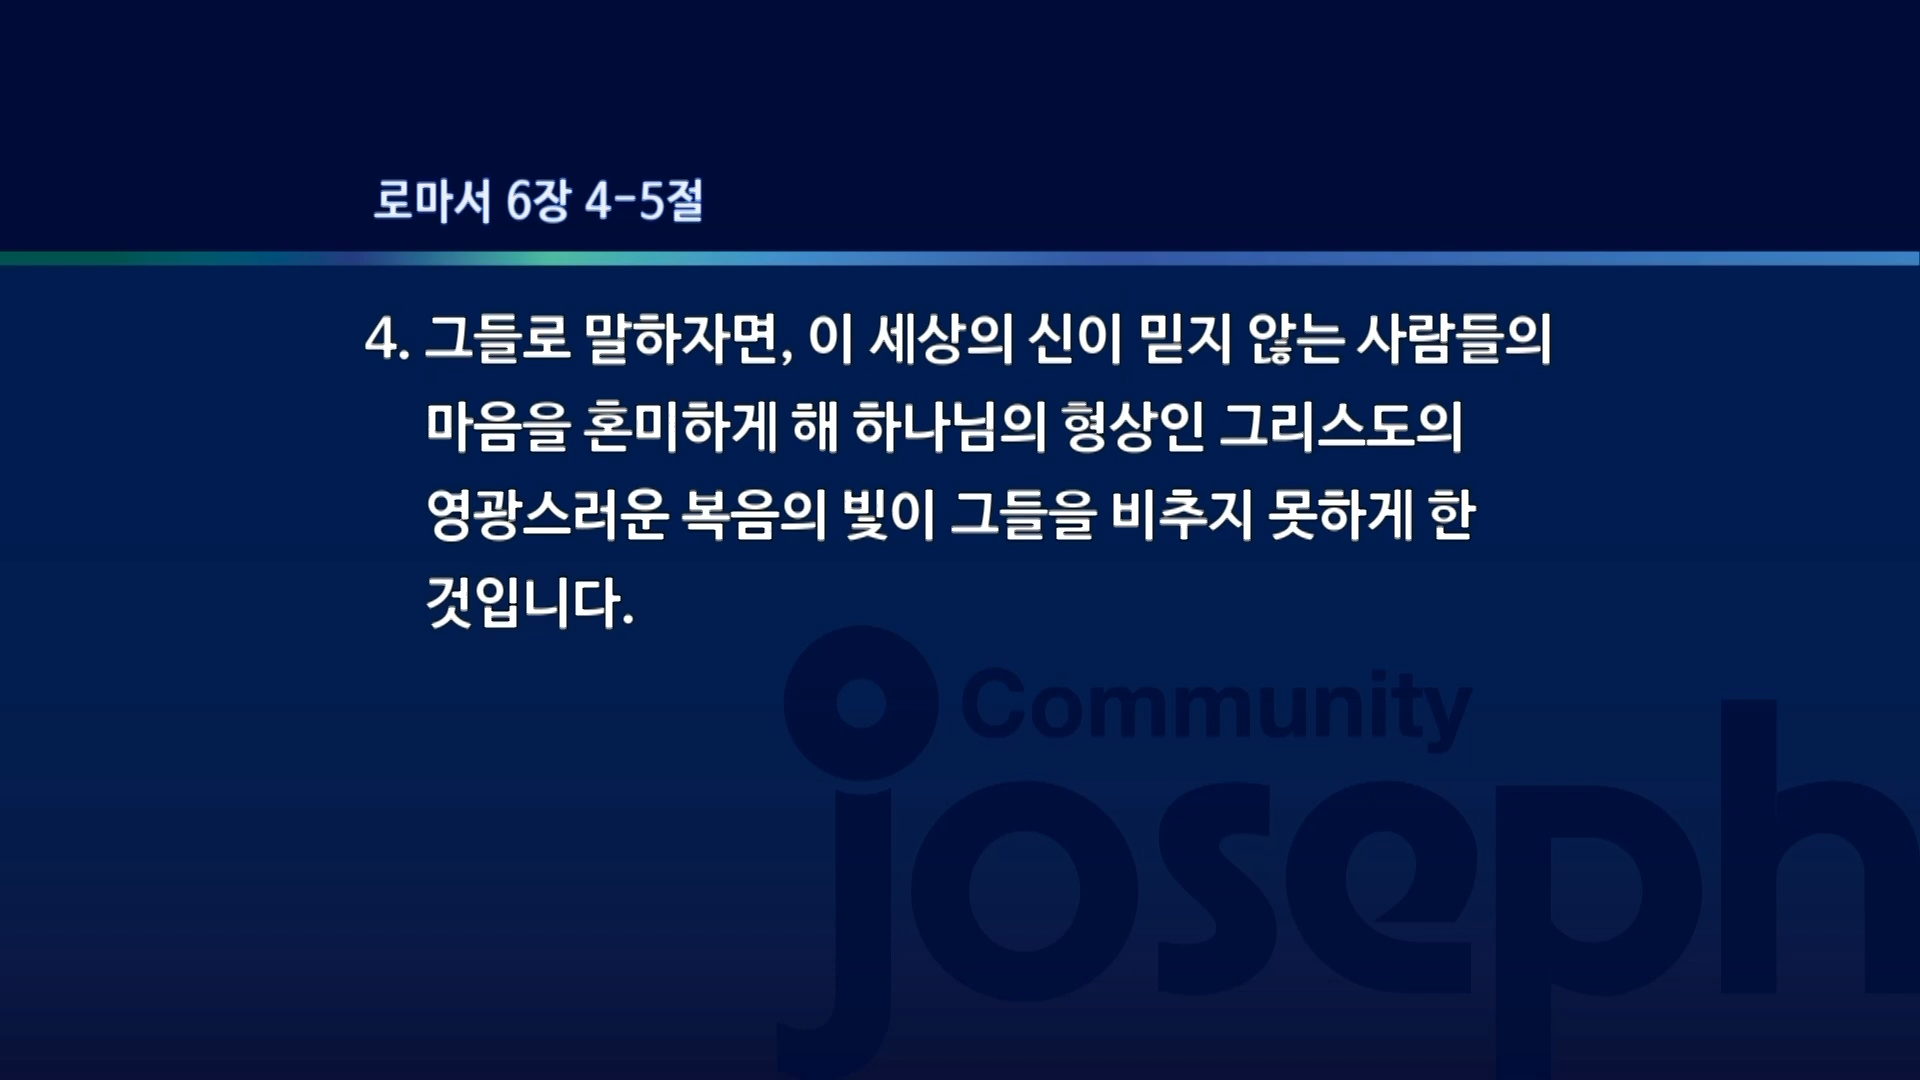 로마서 6장 4-5절
4. 그들로 말하자면, 이 세상의 신이 믿지 않는 사람들의
마음을 혼미하게 해 하나님의 형상인 그리스도의
영광스러운 복음의 빛이 그들을 비추지 못하게 한
것입니다.
Community
joseph